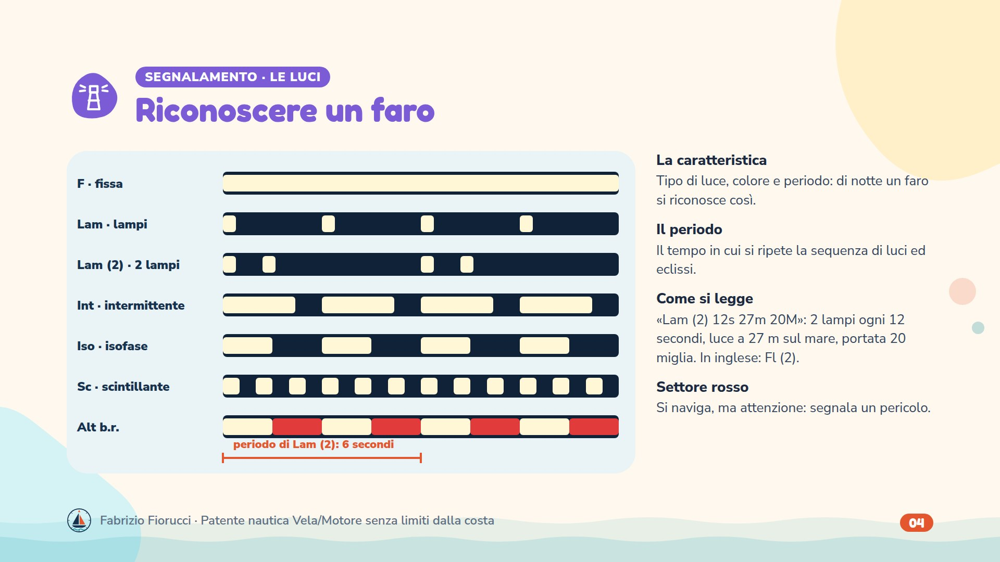 SEGNALAMENTO · LE LUCI
Riconoscere un faro
F · fissa
Lam · lampi
Lam (2) · 2 lampi
Int · intermittente
Iso · isofase
Sc · scintillante
Alt b.r.
periodo di Lam (2): 6 secondi
La caratteristica
Tipo di luce, colore e periodo: di notte un faro
si riconosce così.
Il periodo
Il tempo in cui si ripete la sequenza di luci ed
eclissi.
Come si legge
«Lam (2) 12s 27m 20M»: 2 lampi ogni 12
secondi, luce a 27 m sul mare, portata 20
miglia. In inglese: Fl (2).
Settore rosso
Si naviga, ma attenzione: segnala un pericolo.
Fabrizio Fiorucci · Patente nautica Vela/Motore senza limiti dalla costa
04